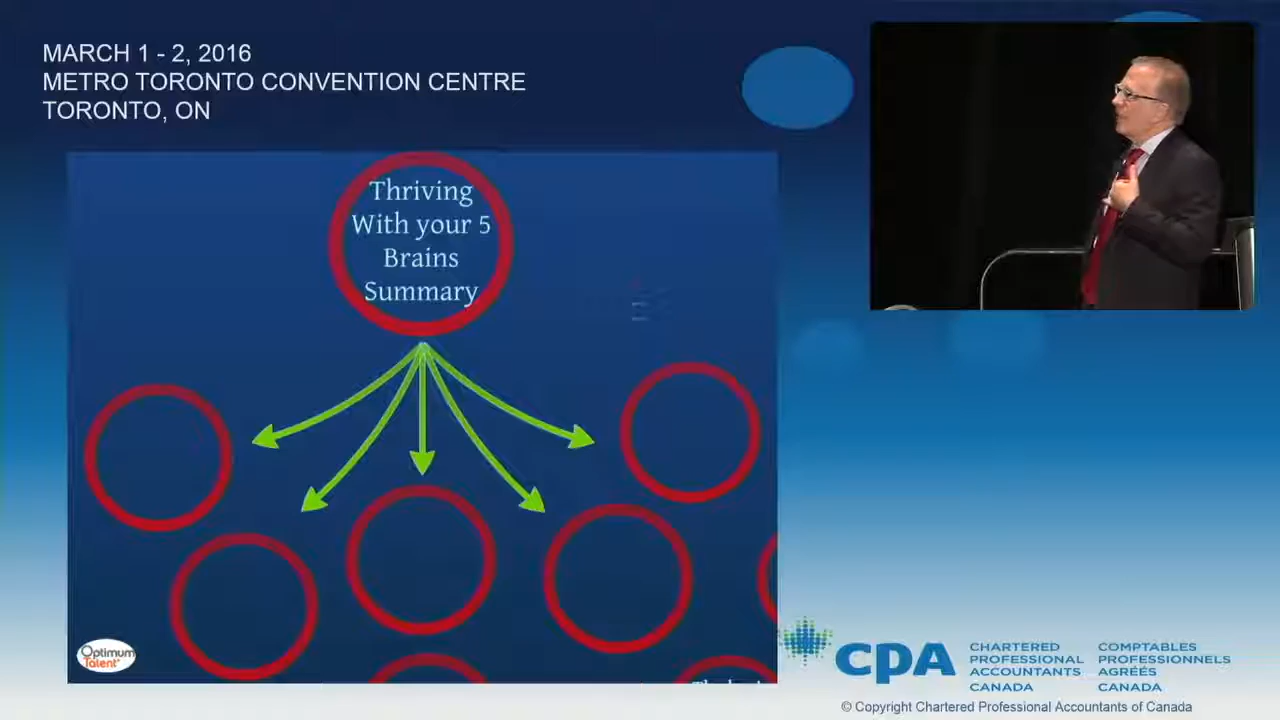 MARCH 1 - 2, 2016
METRO TORONTO CONVENTION CENTRE
TORONTO, ON
Thriving
With your 5
Brains
Summary
Optimum
Talent
CPA
CHARTERED
PROFESSIONAL
ACCOUNTANTS
CANADA
COMPTABLES
PROFESSIONNELS
AGRÉÉS
CANADA
© Copyright Chartered Professional Accountants of Canada